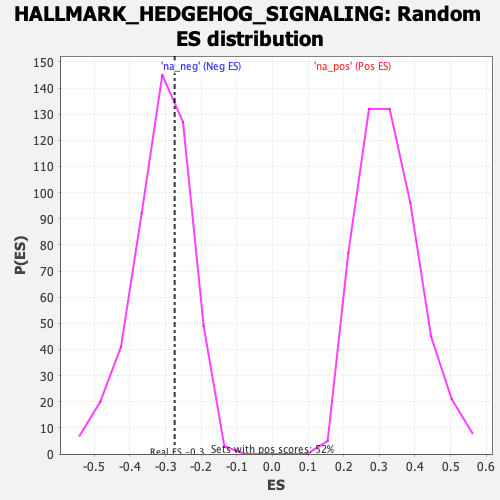 HALLMARK_HEDGEHOG_SIGNALING: Random
ES distribution
'na_neg' (Neg ES)
'na_pos' (Pos ES)
150
140
130
120
110
100
90
80
70
60
50
40
30
20
10
0
P(ES)
Real ES -0.3
Sets with pos scores: 52%
-0.5 -0.4 -0.3 -0.2 -0.1 0.0 0.1 0.2 0.3 0.4 0.5 0.6
ES